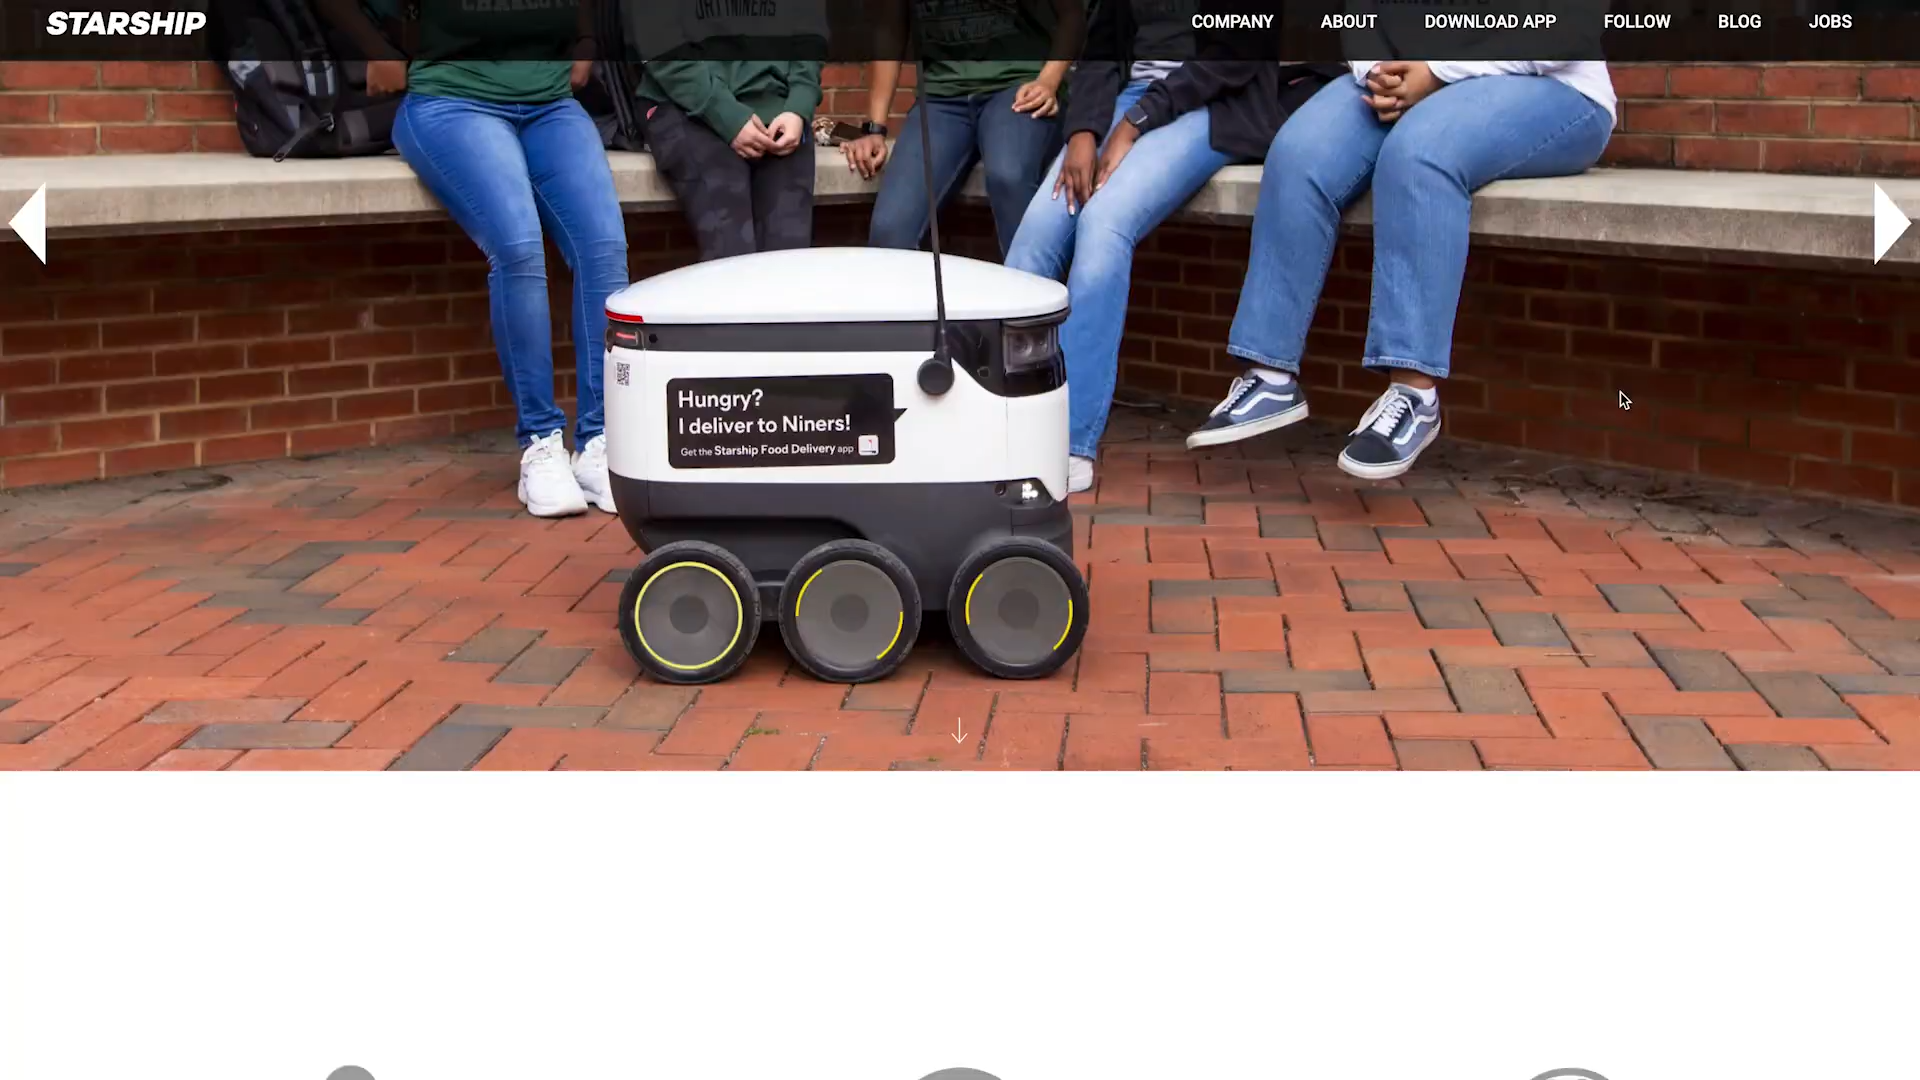 STARSHIP
COMPANY
ABOUT
DOWNLOAD APP
FOLLOW
BLOG
JOBS
Hungry?
I deliver to Niners!
Get the Starship Food Delivery app